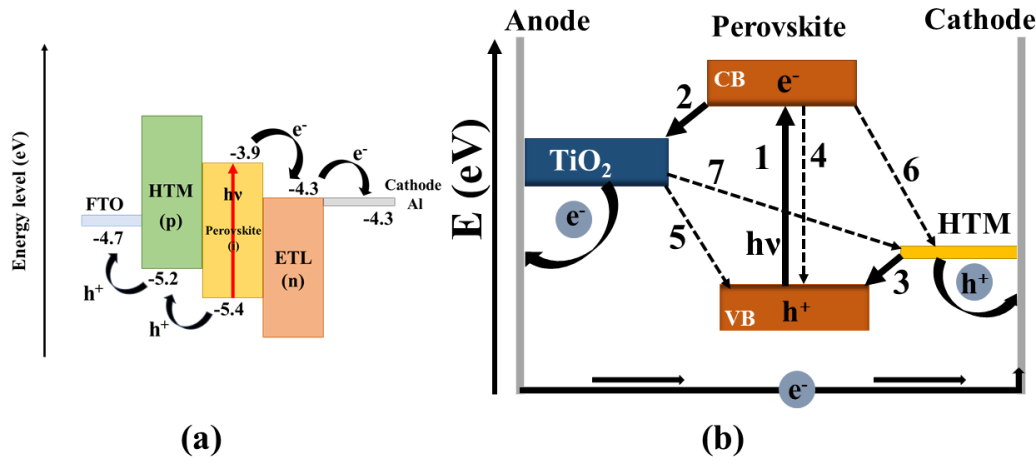 Energy level (eV)
FTO
-4.7
h+
HTM
(p)
-5.2
h+
-3.9
hν
Perovskite
(i)
-5.4
e-
-4.3
ETL
(n)
e-
Cathode
Al
-4.3
(a)
Anode
Perovskite
Cathode
E (eV)
CB
e-
2
TiO2
e-
1
4
7
6
5
hν
HTM
3
h+
VB
h+
e-
(b)